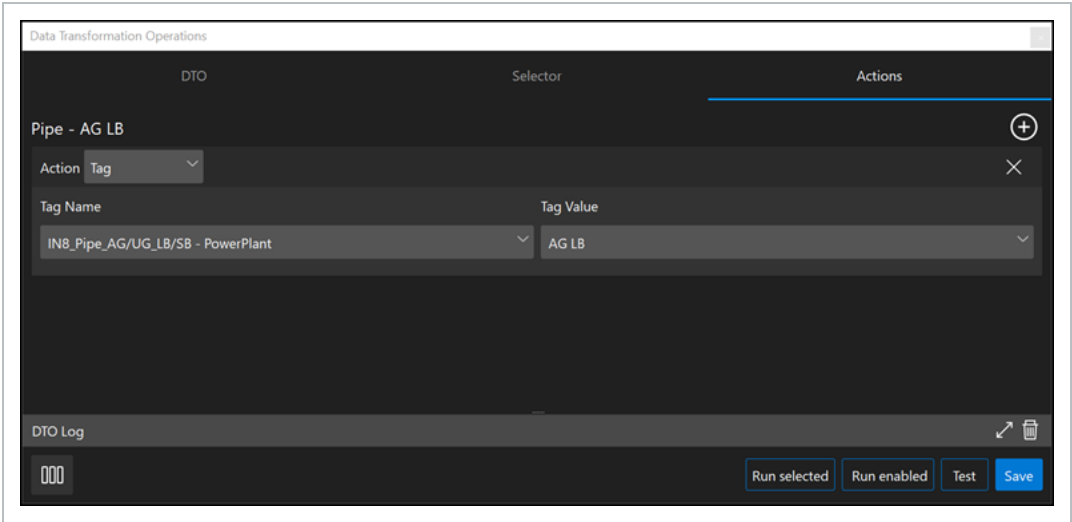 Data Transformation Operations
DTO Selector Actions
Pipe - AG LB
Action Tag
Tag Name Tag Value
IN8_Pipe_AG/UG_LB/SB - PowerPlant AG LB
DTO Log
Run selected Run enabled Test Save